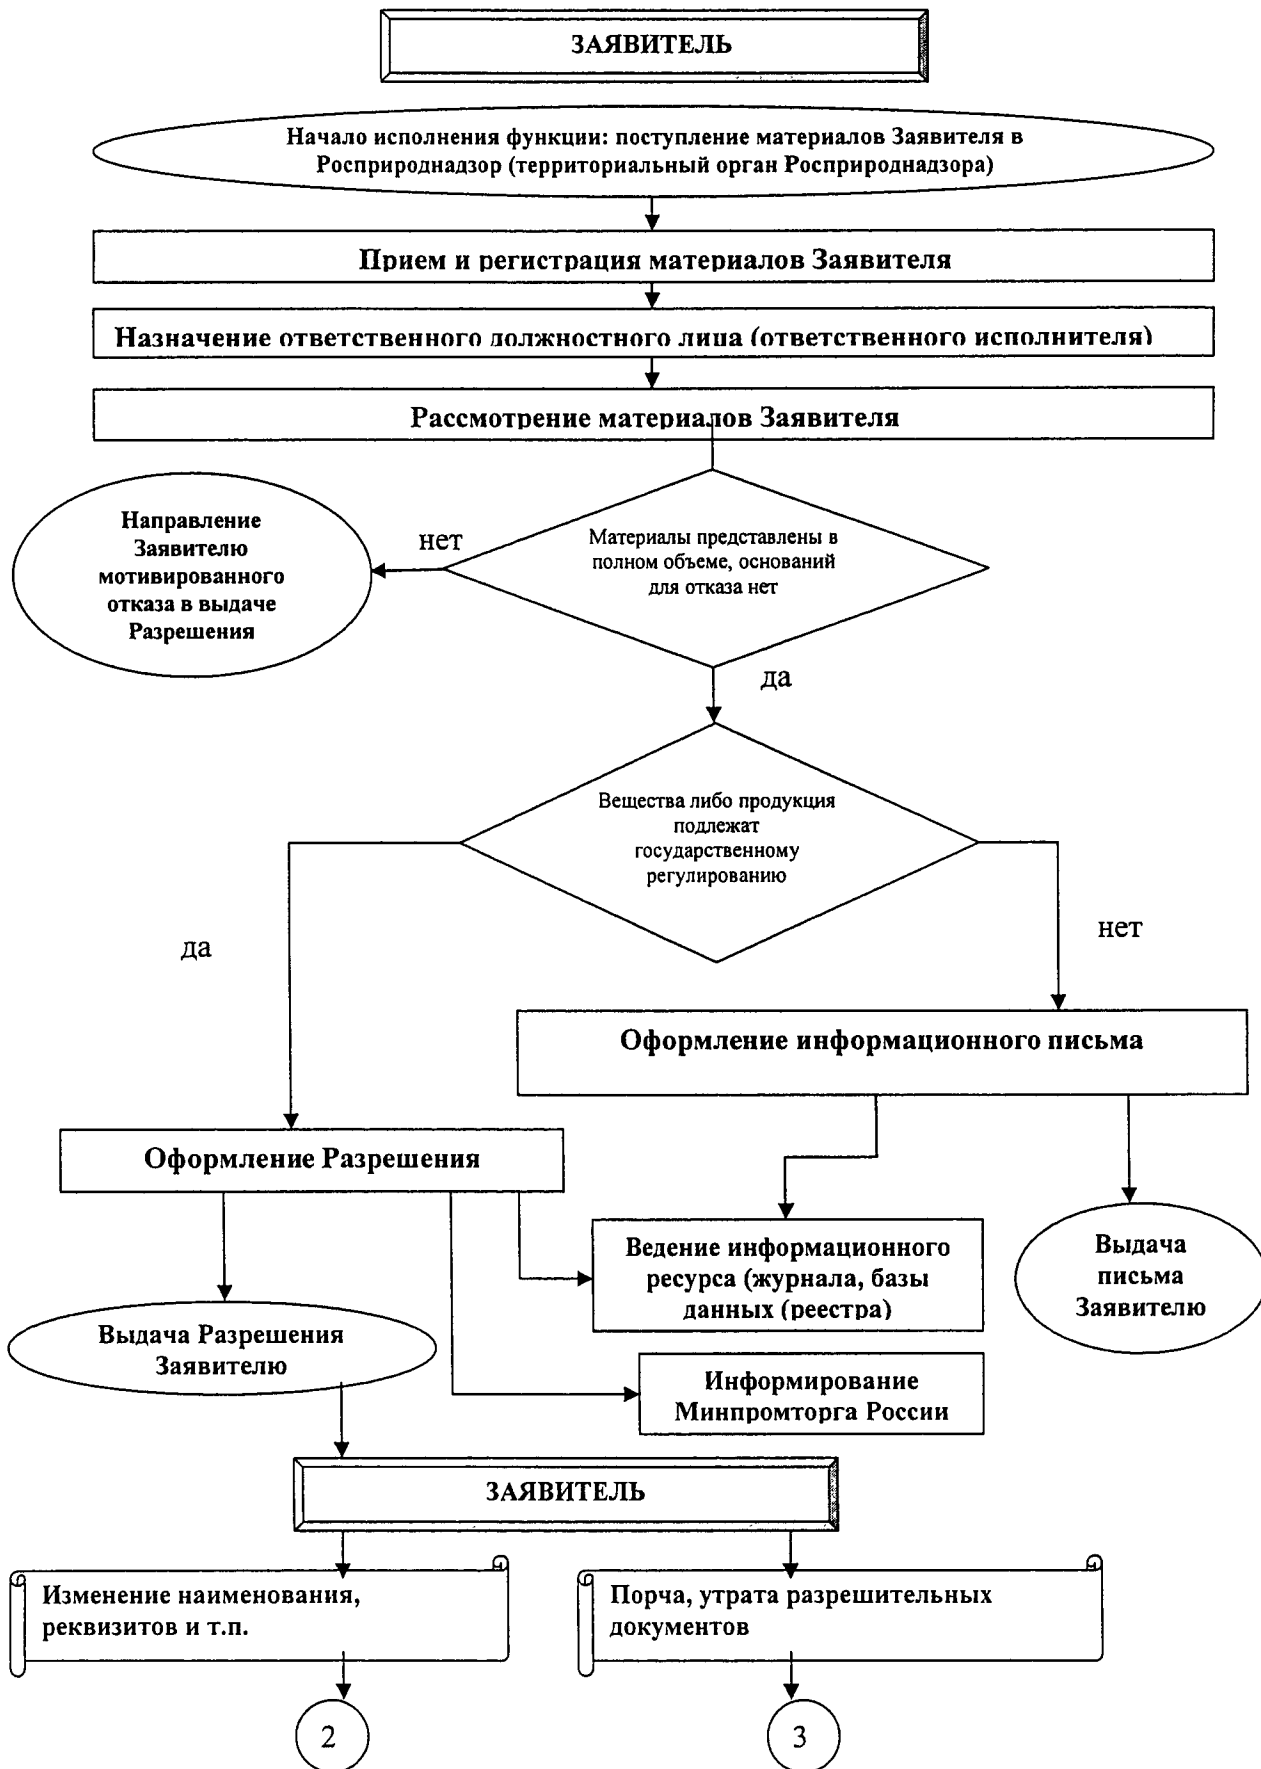 ЗАЯВИТЕЛЬ
Начало исполнения функции: поступление материалов Заявителя в
Росприроднадзор (территориальный орган Росприроднадзора)
Прием и регистрация материалов Заявителя
Назначение ответственного должностного лица (ответственного исполнителя)
Рассмотрение материалов Заявителя
Направление
Заявителю
мотивированного
отказа в выдаче
Разрешения
нет
Материалы представлены в
полном объеме, оснований
для отказа нет
да
Вещества либо продукция
подлежат
государственному
регулированию
да
нет
Оформление информационного письма
Оформление Разрешения
Ведение информационного
ресурса (журнала, базы
данных (реестра)
Выдача
письма
Заявителю
Выдача Разрешения
Заявителю
Информирование
Минпромторга России
ЗАЯВИТЕЛЬ
Изменение наименования,
реквизитов и т.п.
Порча, утрата разрешительных
документов
2
3